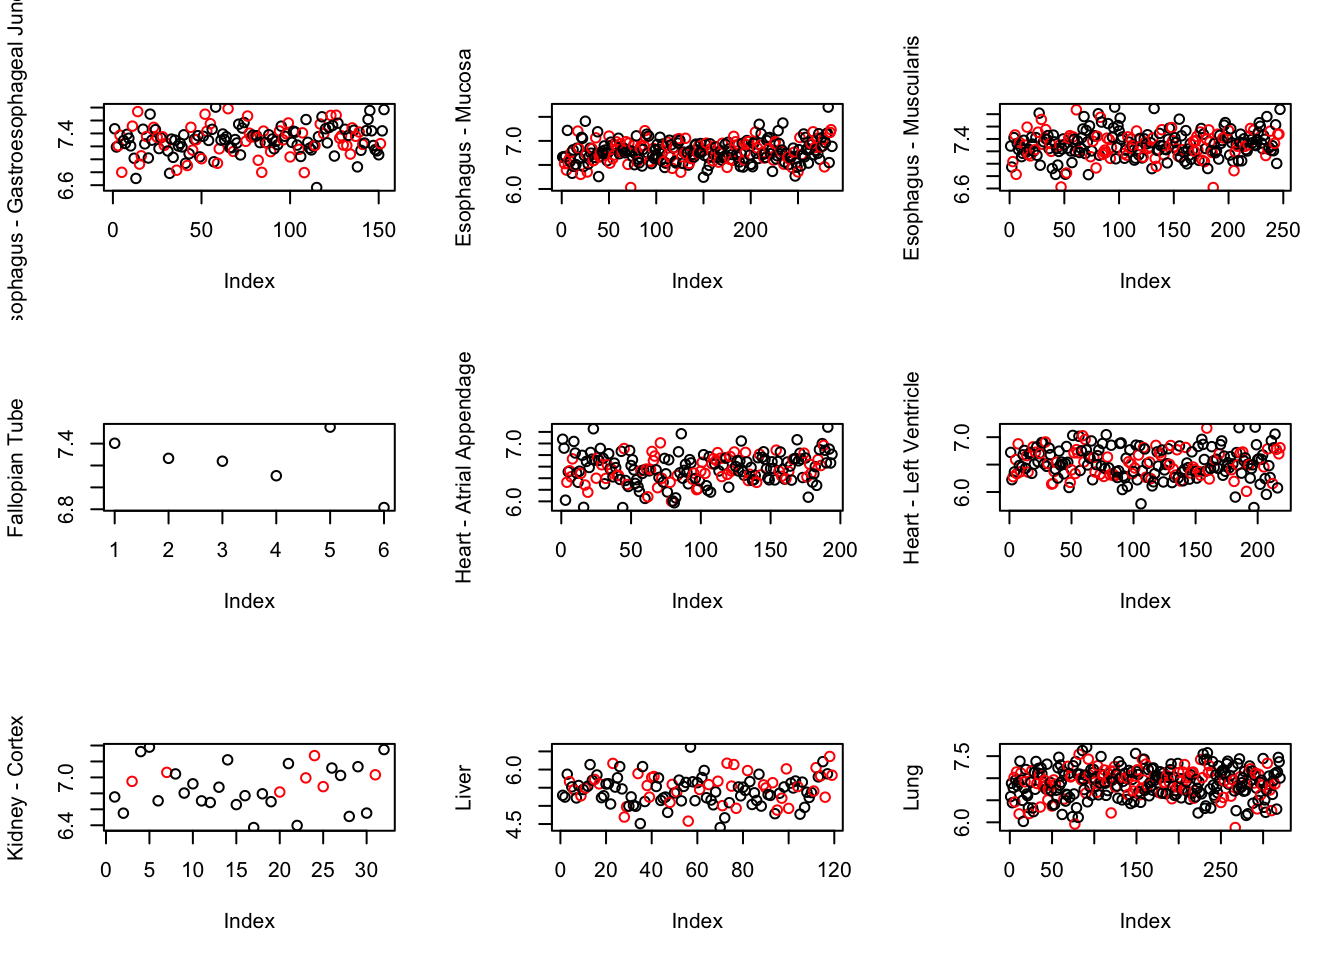 sophagus - Gastroesophageal Junc
7.4
6.6
0 50 100 150
Index
Esophagus - Mucosa
7.0
6.0
0 50 100 200
Index
Esophagus - Muscularis
7.4
6.6
0 50 100 150 200 250
Index
Fallopian Tube
7.4
6.8
1 2 3 4 5 6
Index
Heart - Atrial Appendage
7.0
6.0
0 50 100 150 200
Index
Heart - Left Ventricle
7.0
6.0
0 50 100 150 200
Index
Kidney - Cortex
7.0
6.4
0 5 10 15 20 25 30
Index
Liver
6.0
4.5
0 20 40 60 80 120
Index
Lung
7.5
6.0
0 50 150 250
Index